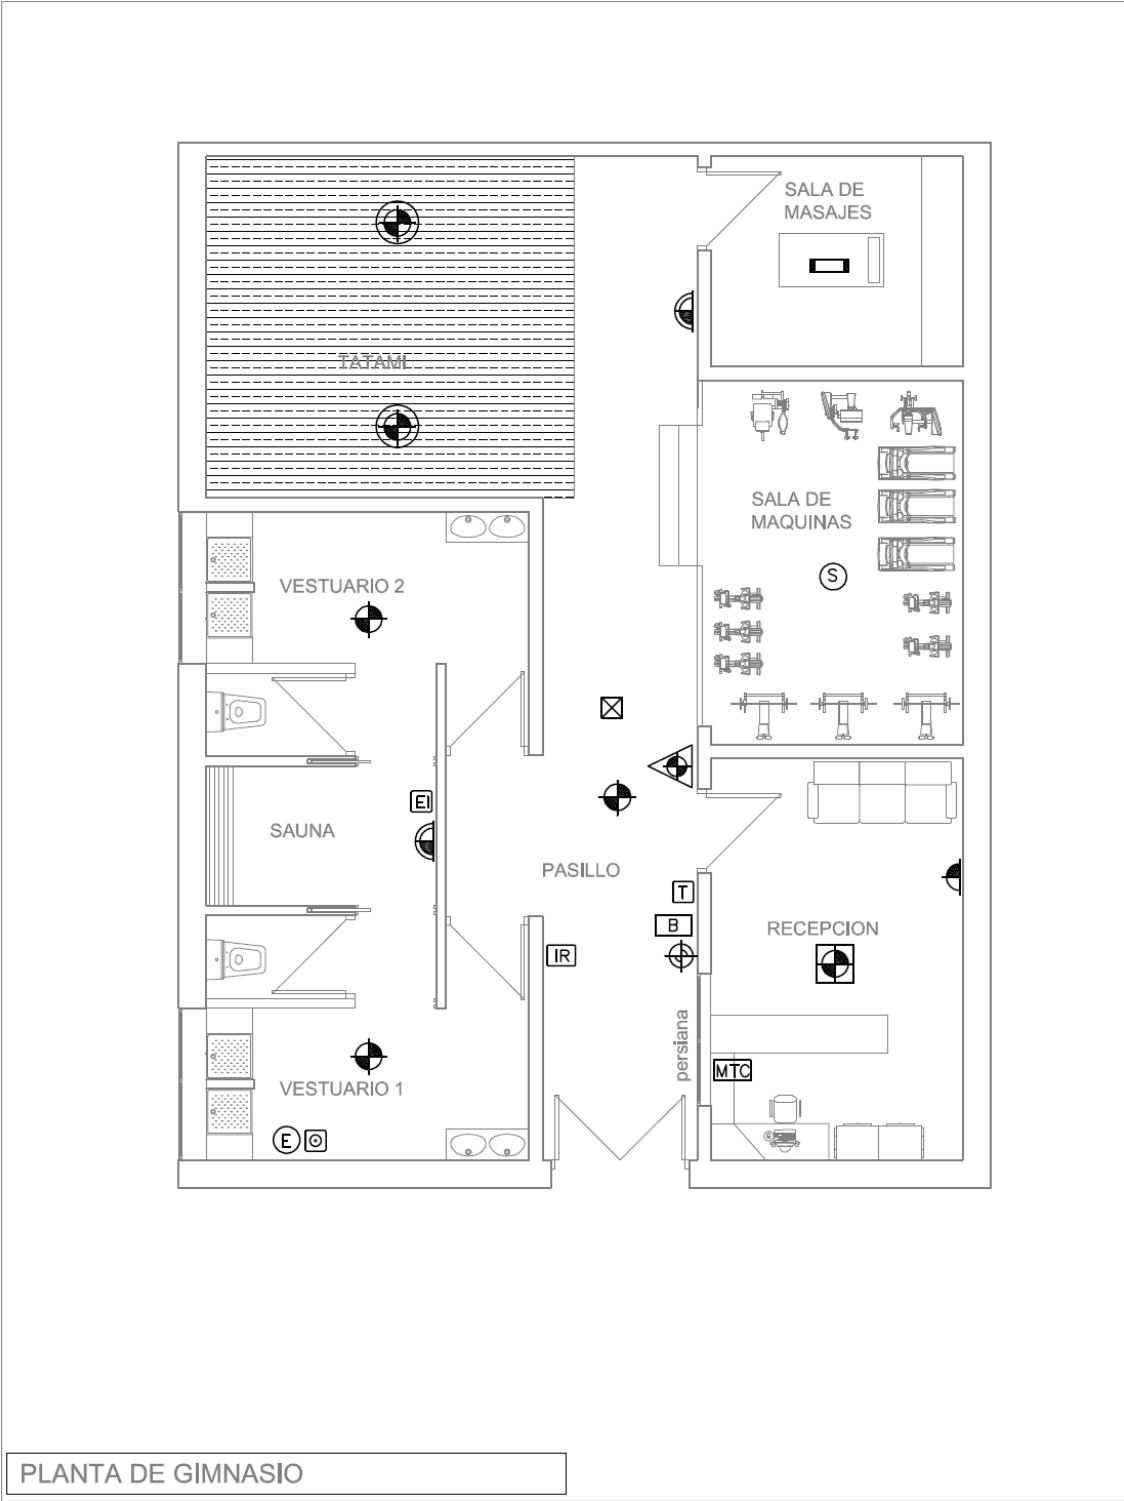 SALA DE
MASAJES
TATAMI
SALA DE
MAQUINAS
S
VESTUARIO 2
EI
SAUNA
PASILLO
T
B
IR
RECEPCION
persiana
MTC
VESTUARIO 1
E
PLANTA DE GIMNASIO